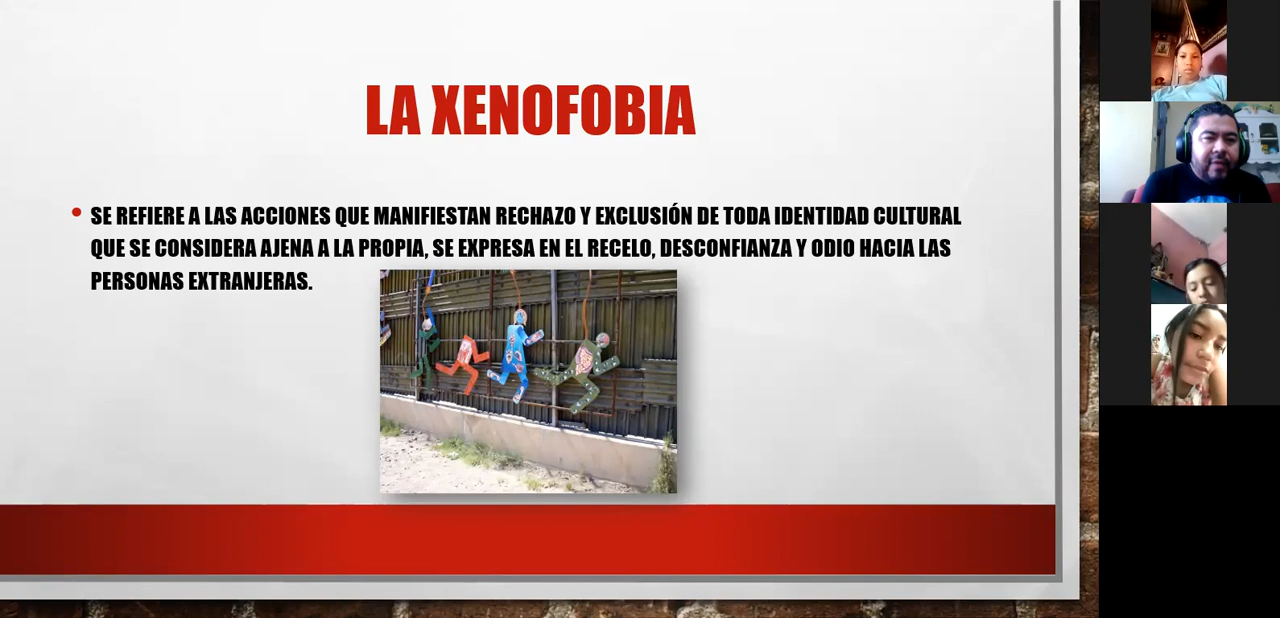 LA XENOFOBIA
• SE REFIERE A LAS ACCIONES QUE MANIFIESTAN RECHAZO Y EXCLUSIÓN DE TODA IDENTIDAD CULTURAL
QUE SE CONSIDERA AJENA A LA PROPIA, SE EXPRESA EN EL RECELO, DESCONFIANZA Y ODIO HACIA LAS
PERSONAS EXTRANJERAS.